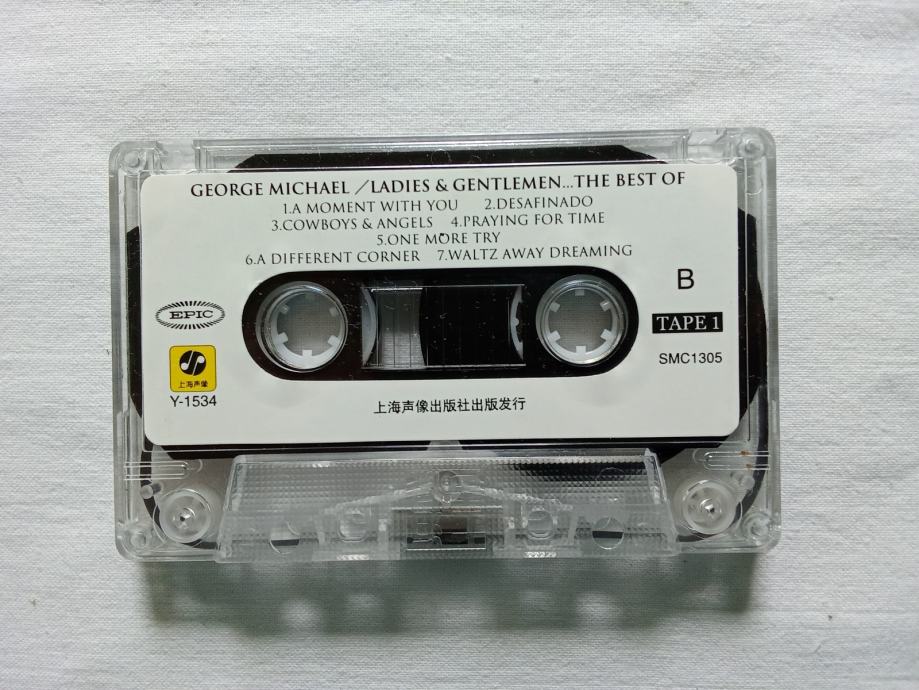 GEORGE MICHAEL /LADIES & GENTLEMEN...THE BEST OF
1.A MOMENT WITH YOU 2.DESAFINADO
3.COWBOYS & ANGELS 4.PRAYING FOR TIME
5.ONE MORE TRY
6.A DIFFERENT CORNER 7.WALTZ AWAY DREAMING
B
EPIC
TAPE 1
SMC1305
上海声像
Y-1534
上海声像出版社出版发行